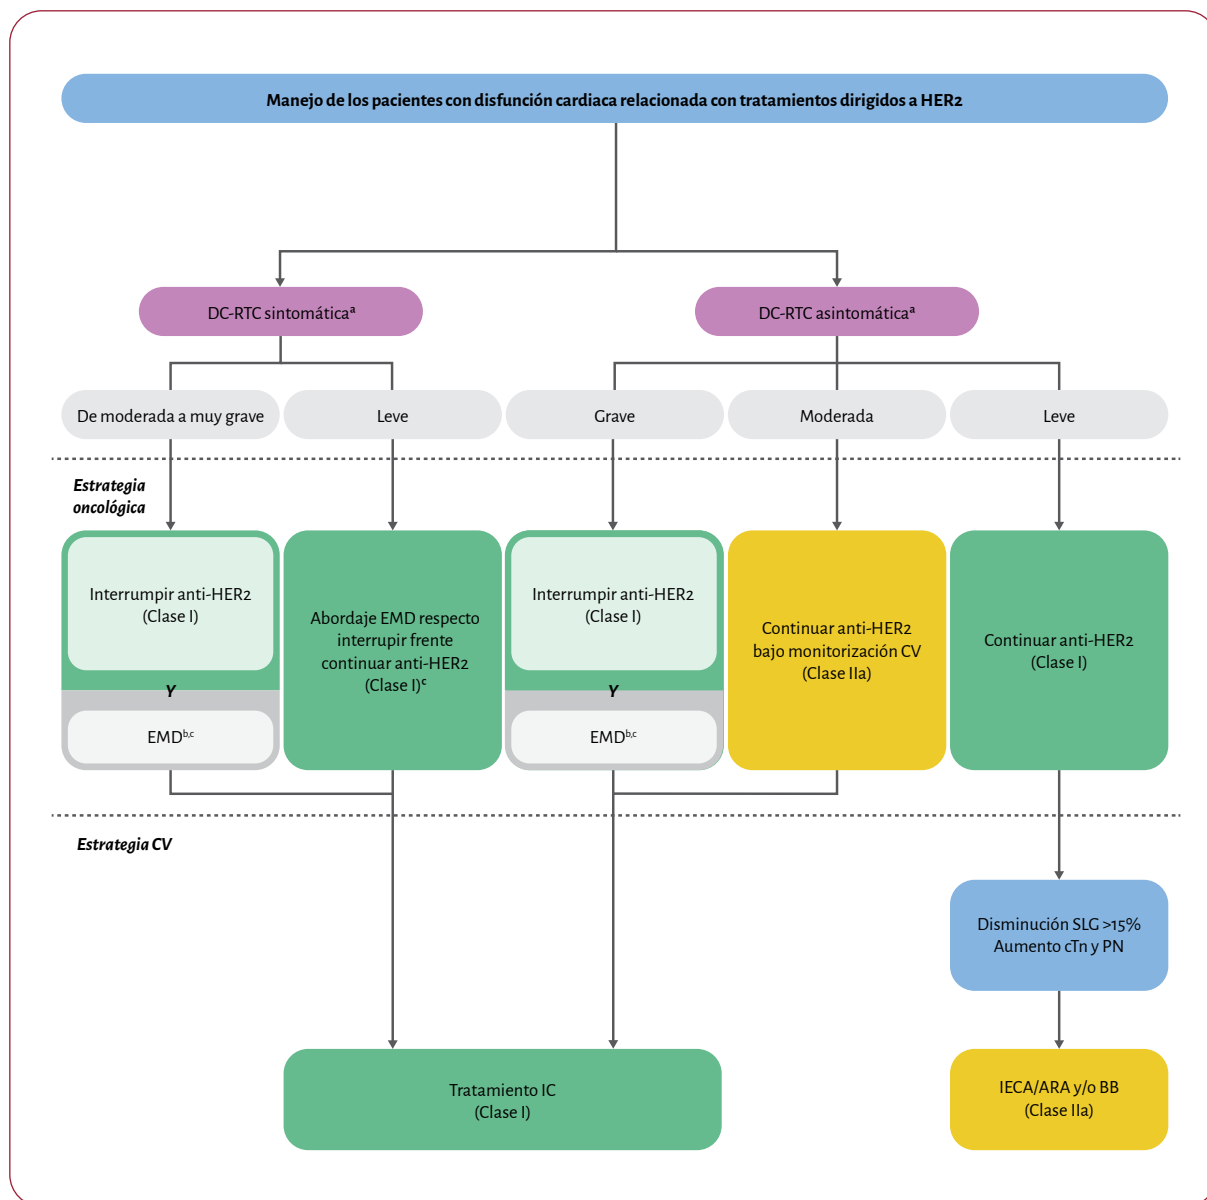 Manejo de los pacientes con disfunción cardiaca relacionada con tratamientos dirigidos a HER2
DC-RTC sintomáticaᵃ
DC-RTC asintomáticaᵃ
De moderada a muy grave
Leve
Grave
Moderada
Leve
Estrategia
oncológica
Interrumpir anti-HER2
(Clase I)
Y
EMDᵇ,ᶜ
Abordaje EMD respecto
interrupir frente
continuar anti-HER2
(Clase I)ᶜ
Interrumpir anti-HER2
(Clase I)
Y
EMDᵇ,ᶜ
Continuar anti-HER2
bajo monitorización CV
(Clase IIa)
Continuar anti-HER2
(Clase I)
Estrategia CV
Disminución SLG >15%
Aumento cTn y PN
Tratamiento IC
(Clase I)
IECA/ARA y/o BB
(Clase IIa)